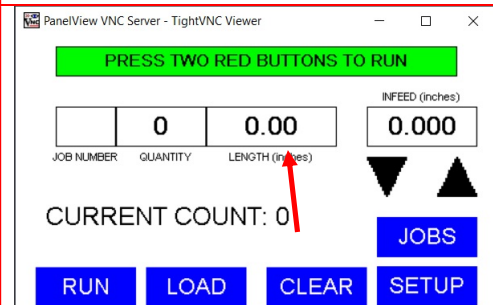 PanelView VNC Server - TightVNC Viewer
PRESS TWO RED BUTTONS TO RUN
INFEED (inches)
0 0.00 0.000
JOB NUMBER QUANTITY LENGTH (inches)
CURRENT COUNT: 0
JOBS
RUN LOAD CLEAR SETUP